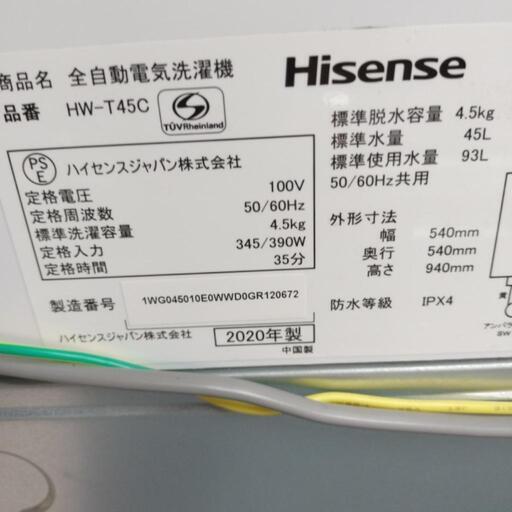 商品名 全自動電気洗濯機
Hisense
品番 HW-T45C
TÜVRheinland
PS
E
ハイセンスジャパン株式会社
定格電圧 100V
定格周波数 50/60Hz
標準洗濯容量 4.5kg
定格入力 345/390W
定格時間 35分
製造番号 1WG045010E0WWD0GR120672
ハイセンスジャパン株式会社 2020年製
中国製
標準脱水容量 4.5kg
標準水量 45L
標準使用水量 93L
50/60Hz共用
外形寸法
幅 540mm
奥行 540mm
高さ 940mm
防水等級 IPX4
アンバラ
SW